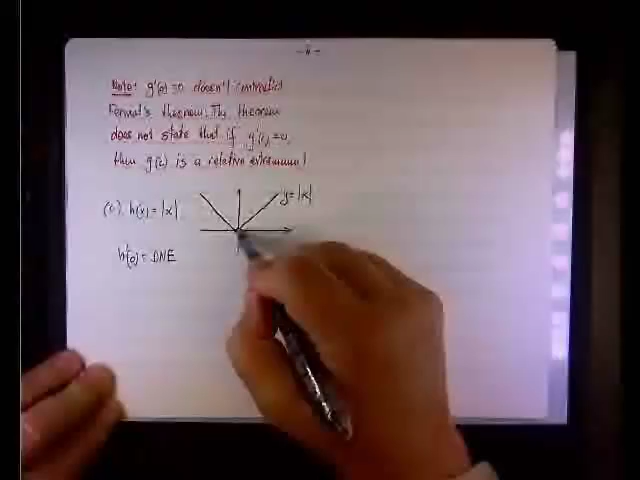 - 4 -
Note: g'(0)=0 doesn't contradict
Fermat's theorem. The theorem
does not state that if g'(c)=0,
then g(c) is a relative extremum!
(c). h(x) = |x|
y=|x|
h'(0) = DNE